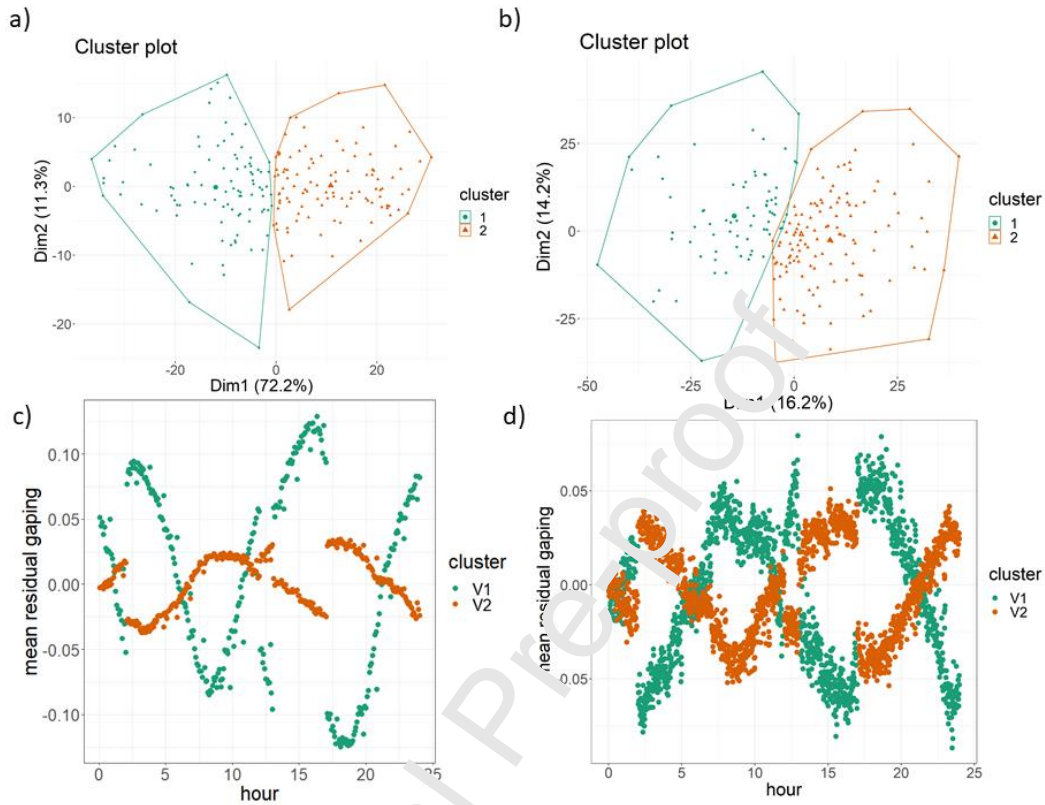 a)
Cluster plot
10
0
-10
-20
Dim2 (11.3%)
-20
0
20
Dim1 (72.2%)
cluster
1
2
b)
Cluster plot
25
0
-25
Dim2 (14.2%)
-50
-25
0
25
Dim1 (16.2%)
cluster
1
2
c)
0.10
0.05
0.00
-0.05
-0.10
mean residual gaping
0
5
10
15
20
25
hour
cluster
V1
V2
d)
0.05
0.00
0.05
mean residual gaping
0
5
10
15
20
25
hour
cluster
V1
V2
l Preproof